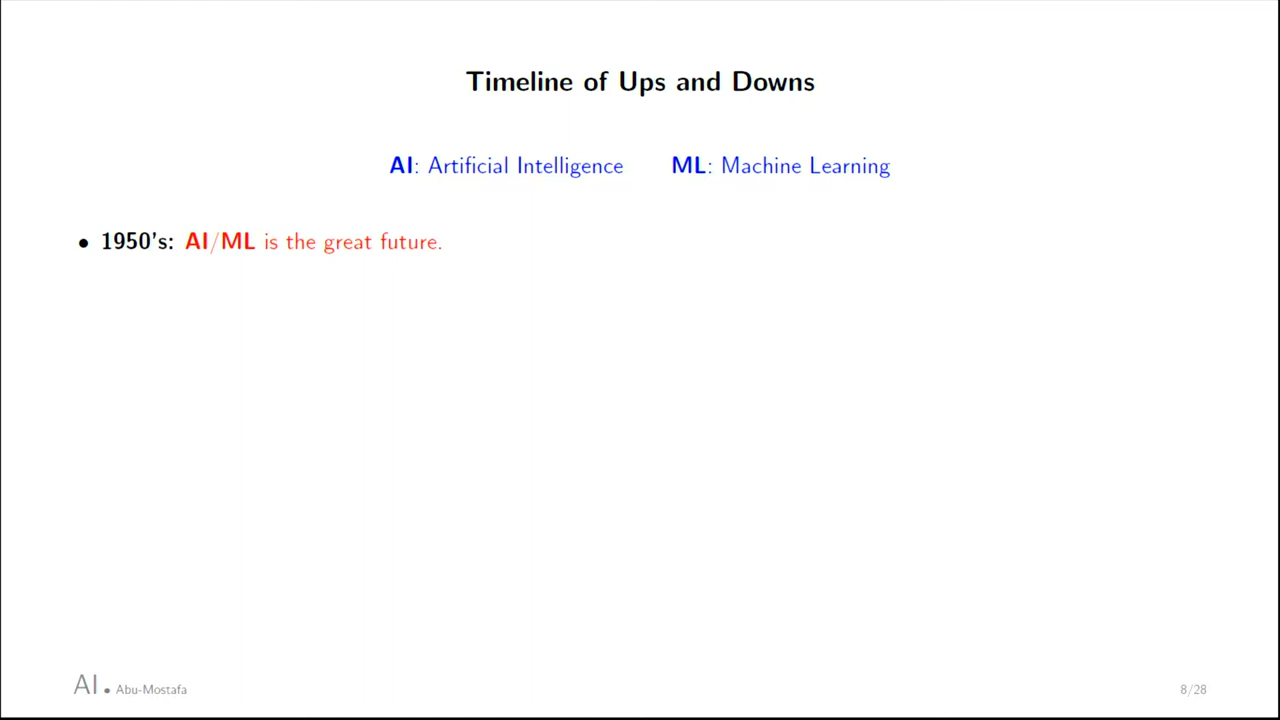 Timeline of Ups and Downs
AI: Artificial Intelligence ML: Machine Learning
• 1950's: AI/ML is the great future.
AI • Abu-Mostafa 8/28